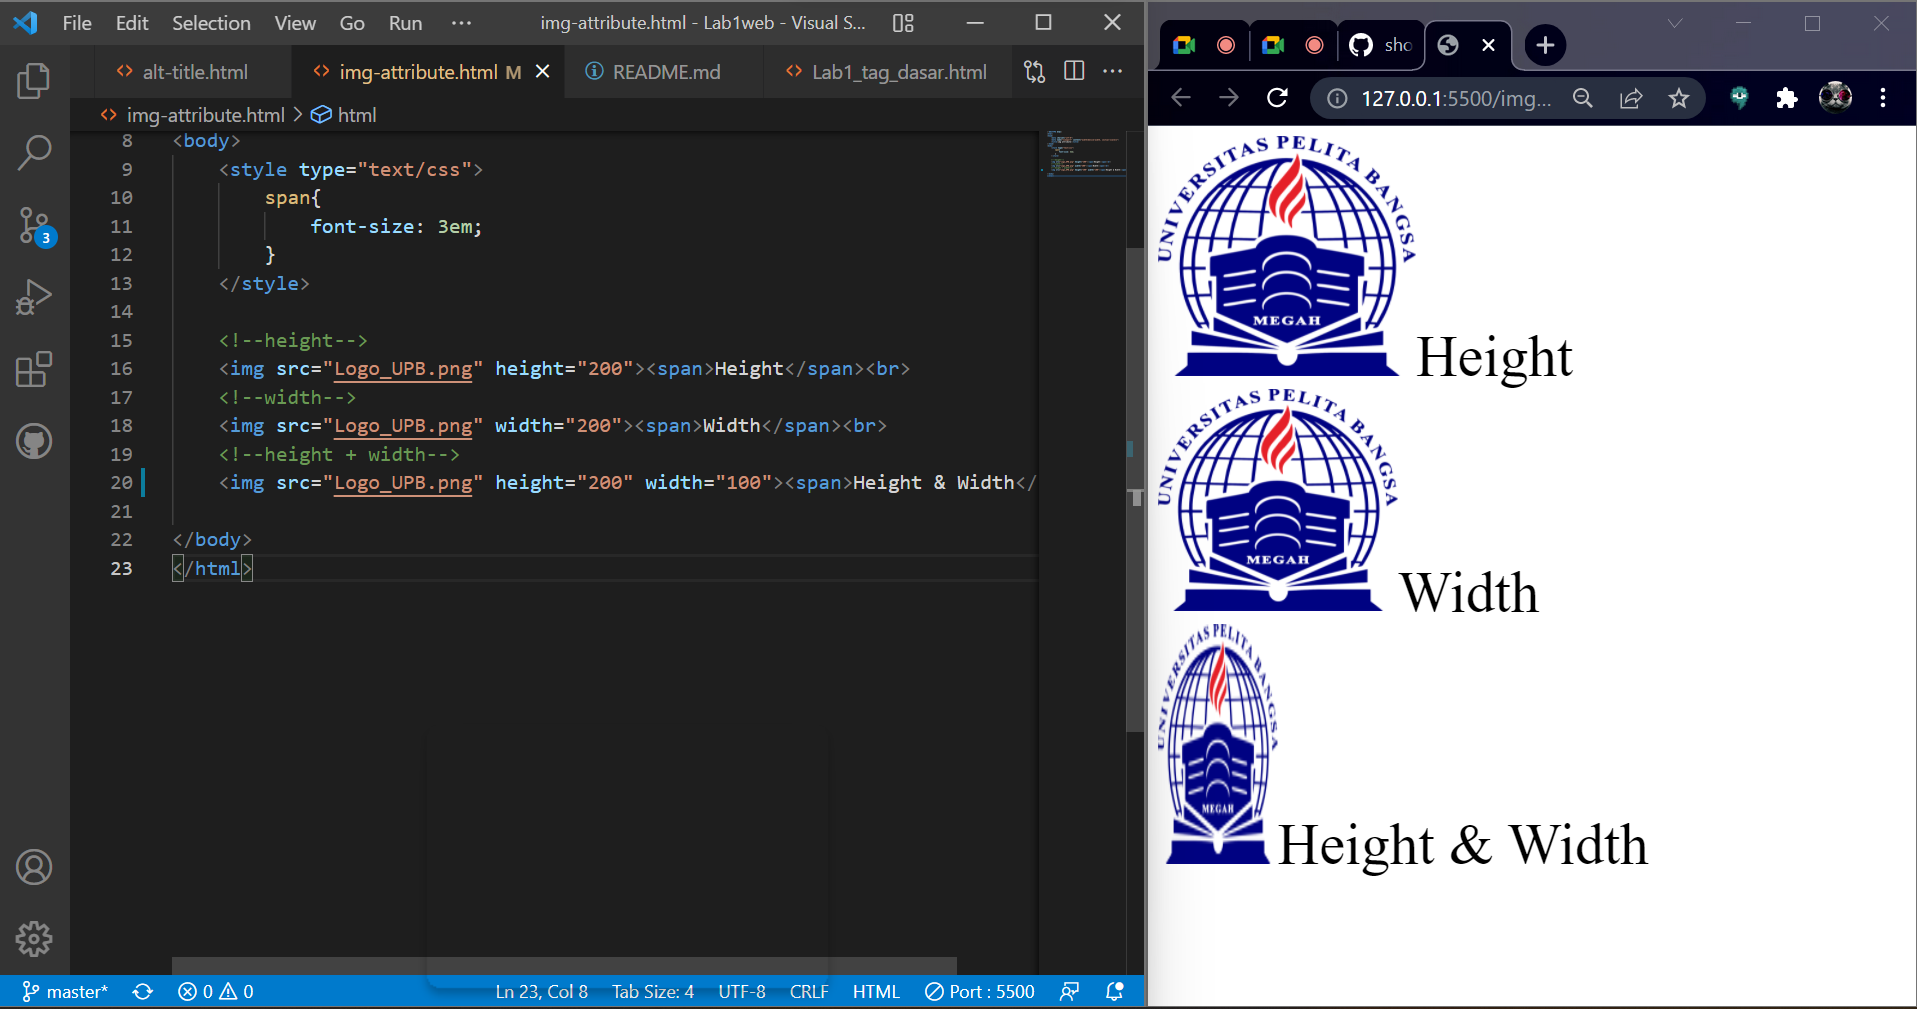 File Edit Selection View Go Run ··· img-attribute.html - Lab1web - Visual S...
alt-title.html img-attribute.html M README.md Lab1_tag_dasar.html
img-attribute.html > html
8 <body>
9 <style type="text/css">
10 span{
11 font-size: 3em;
12 }
13 </style>
14
15 <!--height-->
16 <img src="Logo_UPB.png" height="200"><span>Height</span><br>
17 <!--width-->
18 <img src="Logo_UPB.png" width="200"><span>Width</span><br>
19 <!--height + width-->
20 <img src="Logo_UPB.png" height="200" width="100"><span>Height & Width</
21
22 </body>
23 </html>
3
master* 0 0 Ln 23, Col 8 Tab Size: 4 UTF-8 CRLF HTML Port : 5500
sho
127.0.0.1:5500/img...
UNIVERSITAS PELITA BANGSA
MEGAH
Height
UNIVERSITAS PELITA BANGSA
MEGAH
Width
UNIVERSITAS PELITA BANGSA
MEGAH
Height & Width